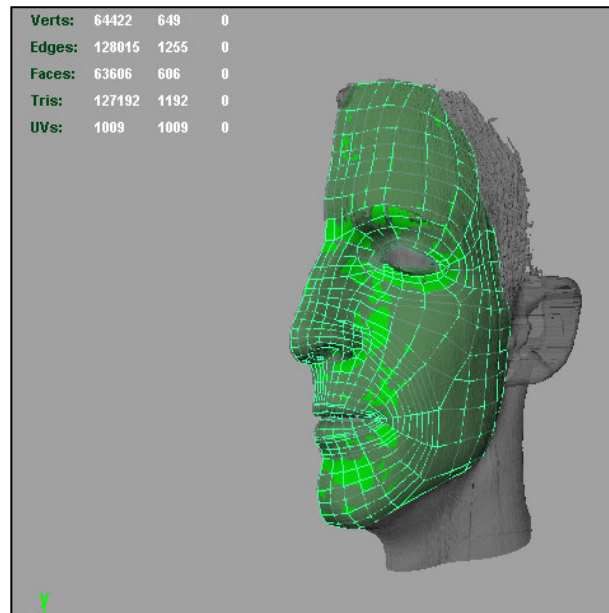 Verts: 64422 649 0
Edges: 128015 1255 0
Faces: 63606 606 0
Tris: 127192 1192 0
UVs: 1009 1009 0
y